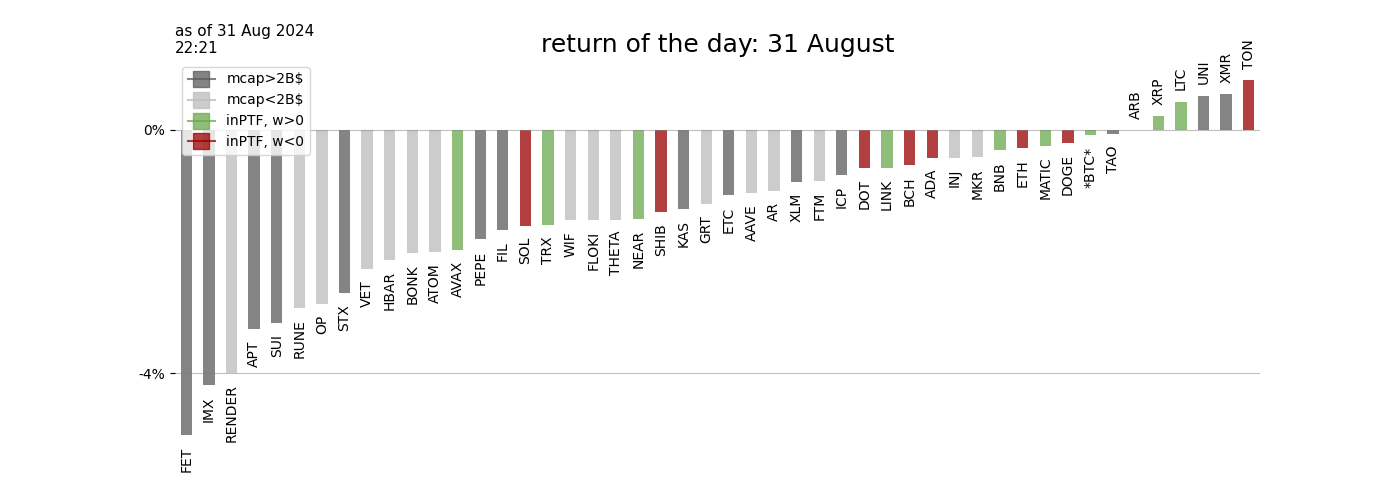 as of 31 Aug 2024
22:21
return of the day: 31 August
mcap>2B$
mcap<2B$
inPTF, w>0
inPTF, w<0
0%
-4%
FET
IMX
RENDER
APT
SUI
RUNE
OP
STX
VET
HBAR
BONK
ATOM
AVAX
PEPE
FIL
SOL
TRX
WIF
FLOKI
THETA
NEAR
SHIB
KAS
GRT
ETC
AAVE
AR
XLM
FTM
ICP
DOT
LINK
BCH
ADA
INJ
MKR
BNB
ETH
MATIC
DOGE
*BTC*
TAO
ARB
XRP
LTC
UNI
XMR
TON